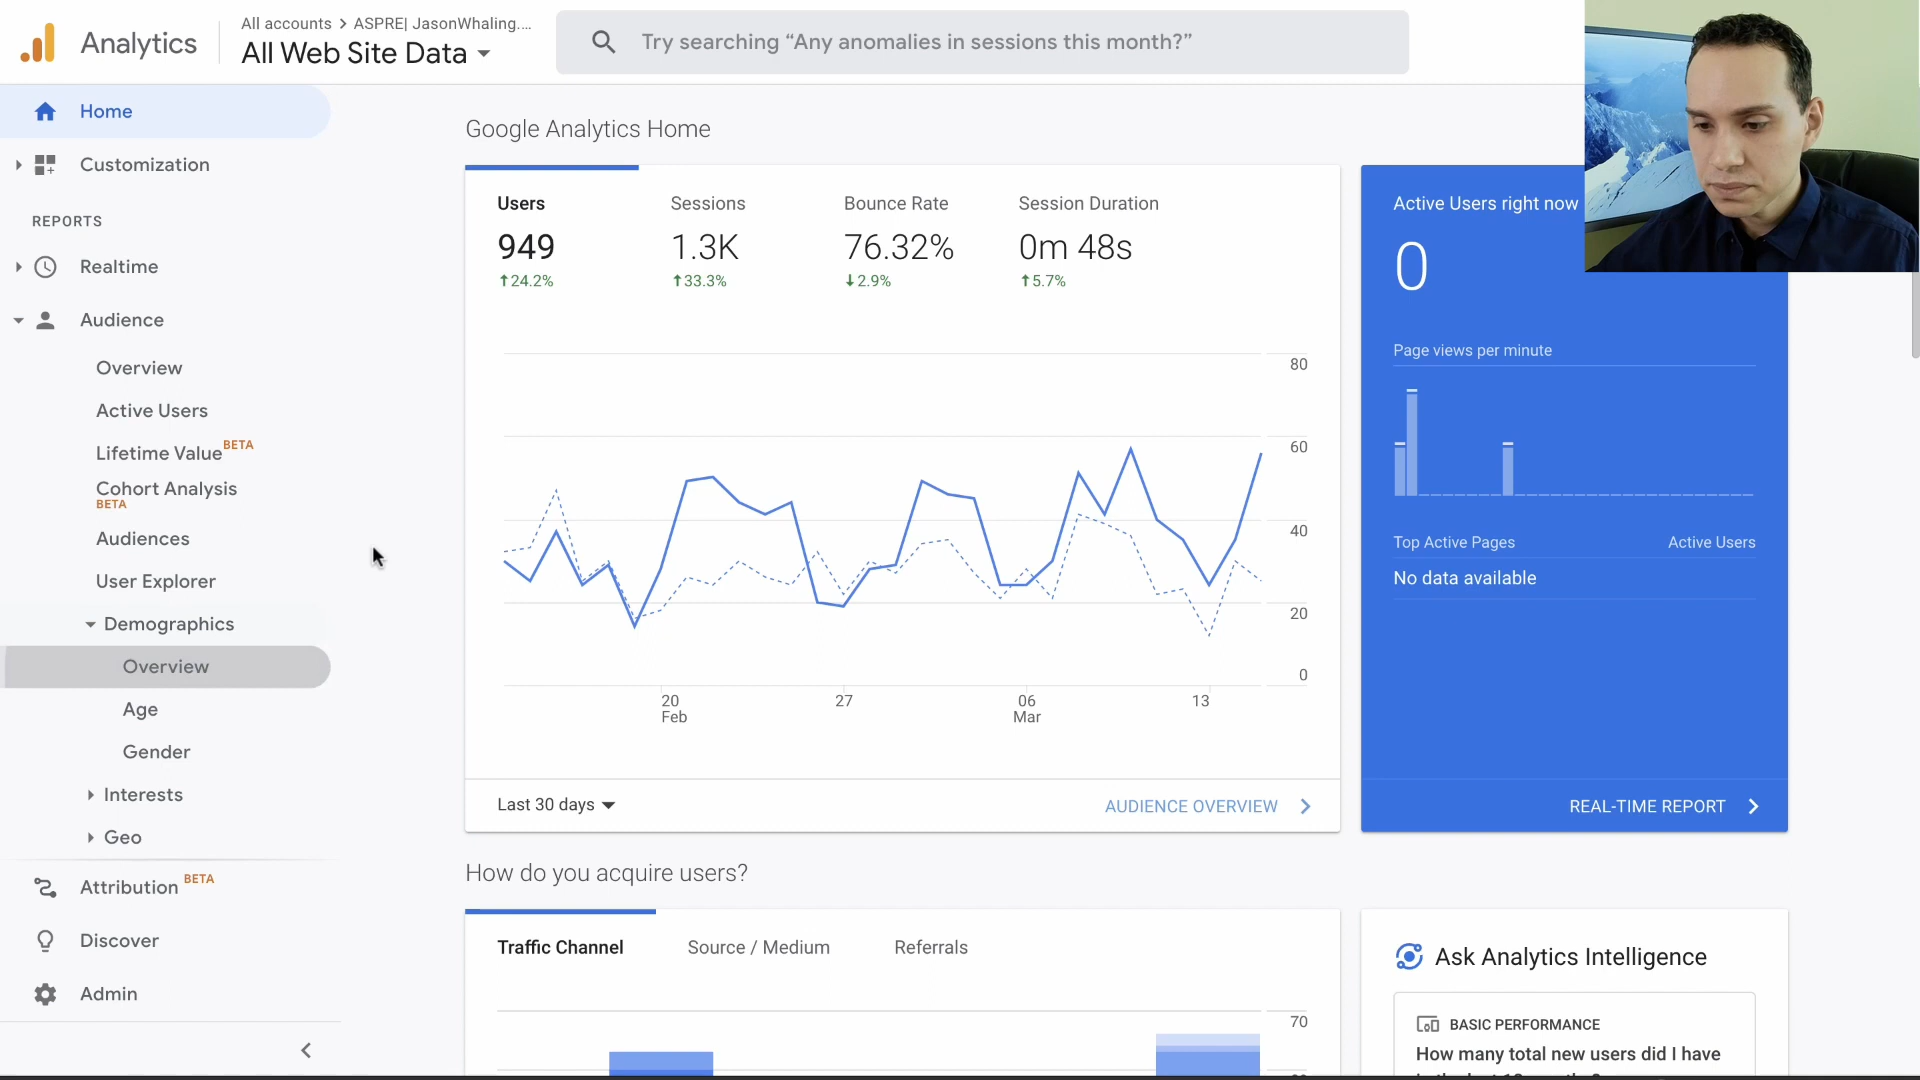 Analytics
All accounts > ASPRE| JasonWhaling....
All Web Site Data
Try searching “Any anomalies in sessions this month?”
Home
Customization
REPORTS
Realtime
Audience
Overview
Active Users
Lifetime Value BETA
Cohort Analysis
BETA
Audiences
User Explorer
Demographics
Overview
Age
Gender
Interests
Geo
Attribution BETA
Discover
Admin
Google Analytics Home
Users
949
24.2%
Sessions
1.3K
33.3%
Bounce Rate
76.32%
2.9%
Session Duration
0m 48s
5.7%
80
60
40
20
0
20
Feb
27
06
Mar
13
Last 30 days
AUDIENCE OVERVIEW
Active Users right now
0
Page views per minute
Top Active Pages Active Users
No data available
REAL-TIME REPORT
How do you acquire users?
Traffic Channel
Source / Medium
Referrals
70
Ask Analytics Intelligence
BASIC PERFORMANCE
How many total new users did I have